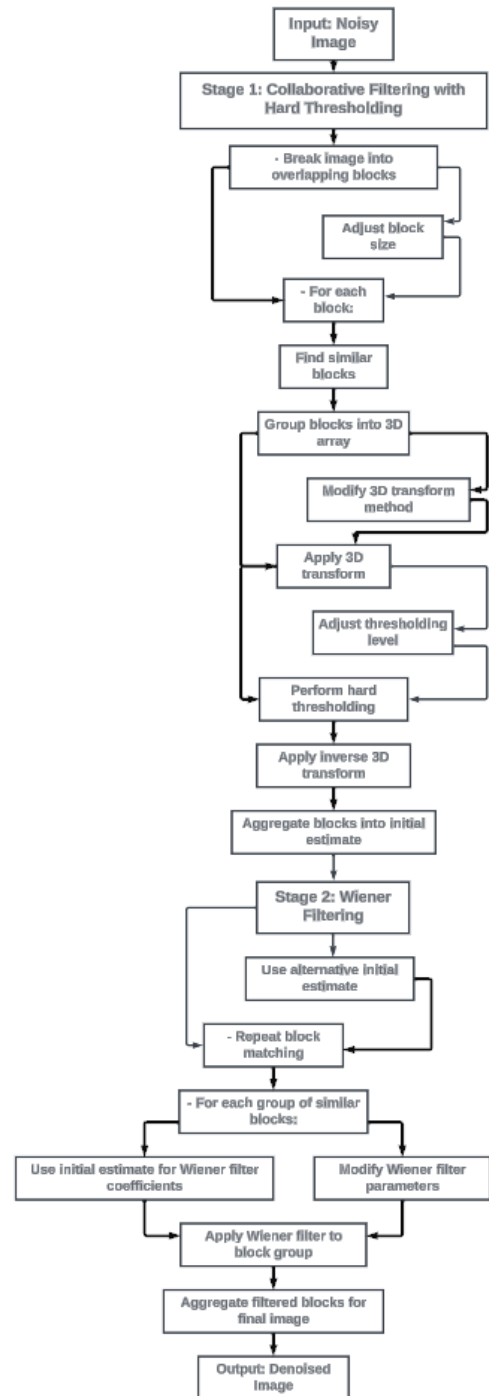 Input: Noisy
Image
Stage 1: Collaborative Filtering with
Hard Thresholding
- Break image into
overlapping blocks
Adjust block
size
- For each
block:
Find similar
blocks
Group blocks into 3D
array
Modify 3D transform
method
Apply 3D
transform
Adjust thresholding
level
Perform hard
thresholding
Apply inverse 3D
transform
Aggregate blocks into initial
estimate
Stage 2: Wiener
Filtering
Use alternative initial
estimate
- Repeat block
matching
- For each group of similar
blocks:
Use initial estimate for Wiener filter
coefficients
Modify Wiener filter
parameters
Apply Wiener filter to
block group
Aggregate filtered blocks for
final image
Output: Denoised
Image